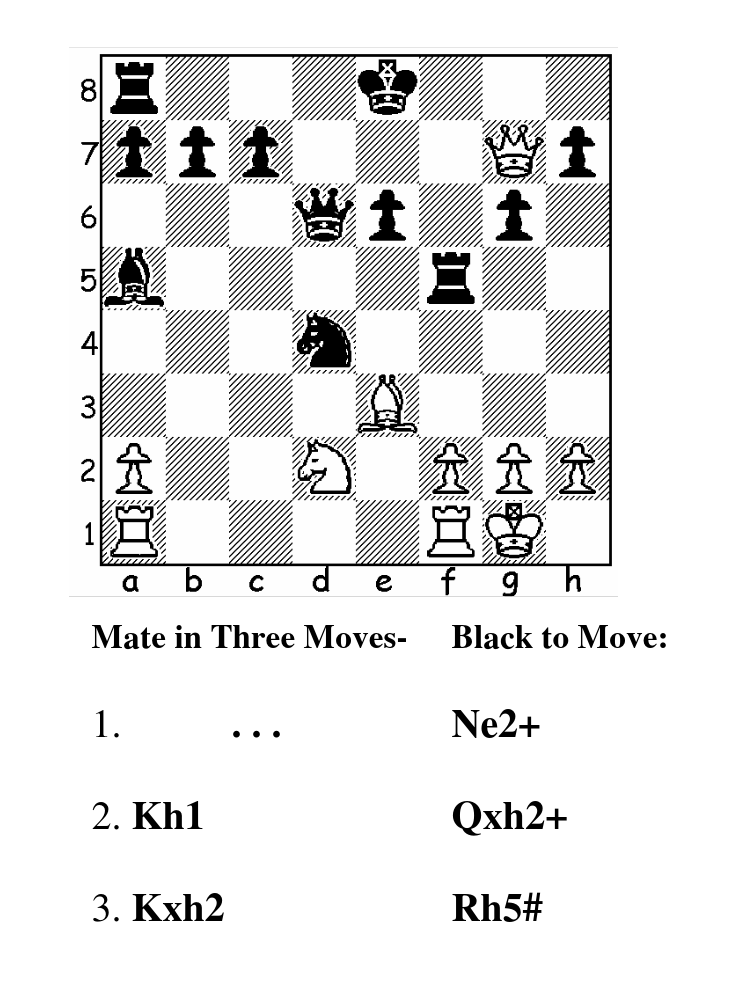 8
7
6
5
4
3
2
1
a b c d e f g h
Mate in Three Moves- Black to Move:
1. . . . Ne2+
2. Kh1 Qxh2+
3. Kxh2 Rh5#